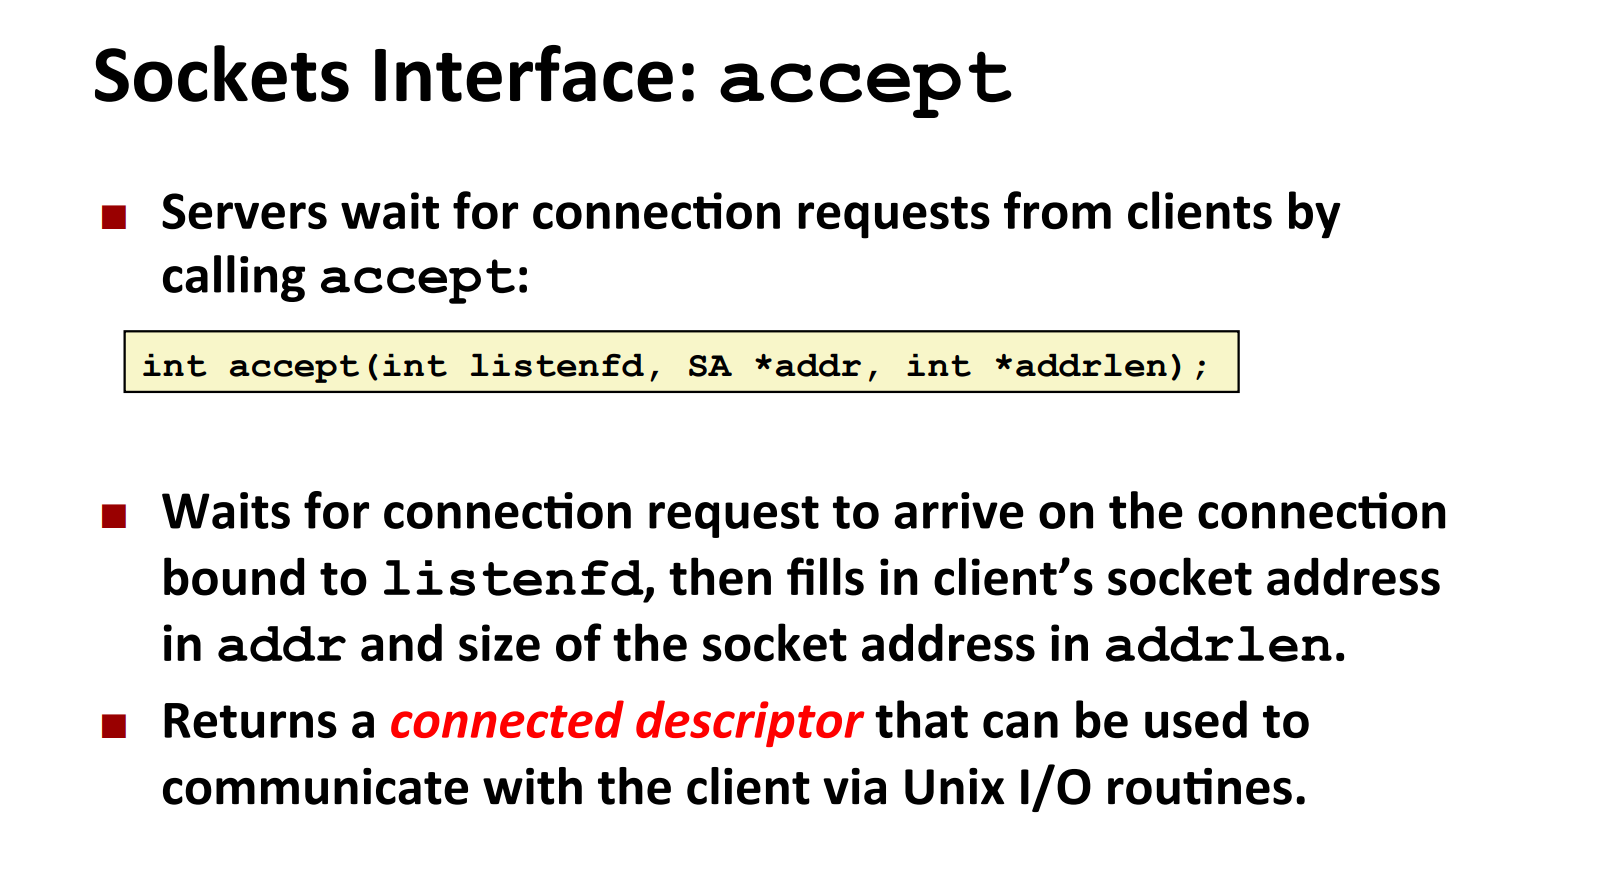 Sockets Interface: accept
■ Servers wait for connection requests from clients by
calling accept:
int accept(int listenfd, SA *addr, int *addrlen);
■ Waits for connection request to arrive on the connection
bound to listenfd, then fills in client’s socket address
in addr and size of the socket address in addrlen.
■ Returns a connected descriptor that can be used to
communicate with the client via Unix I/O routines.